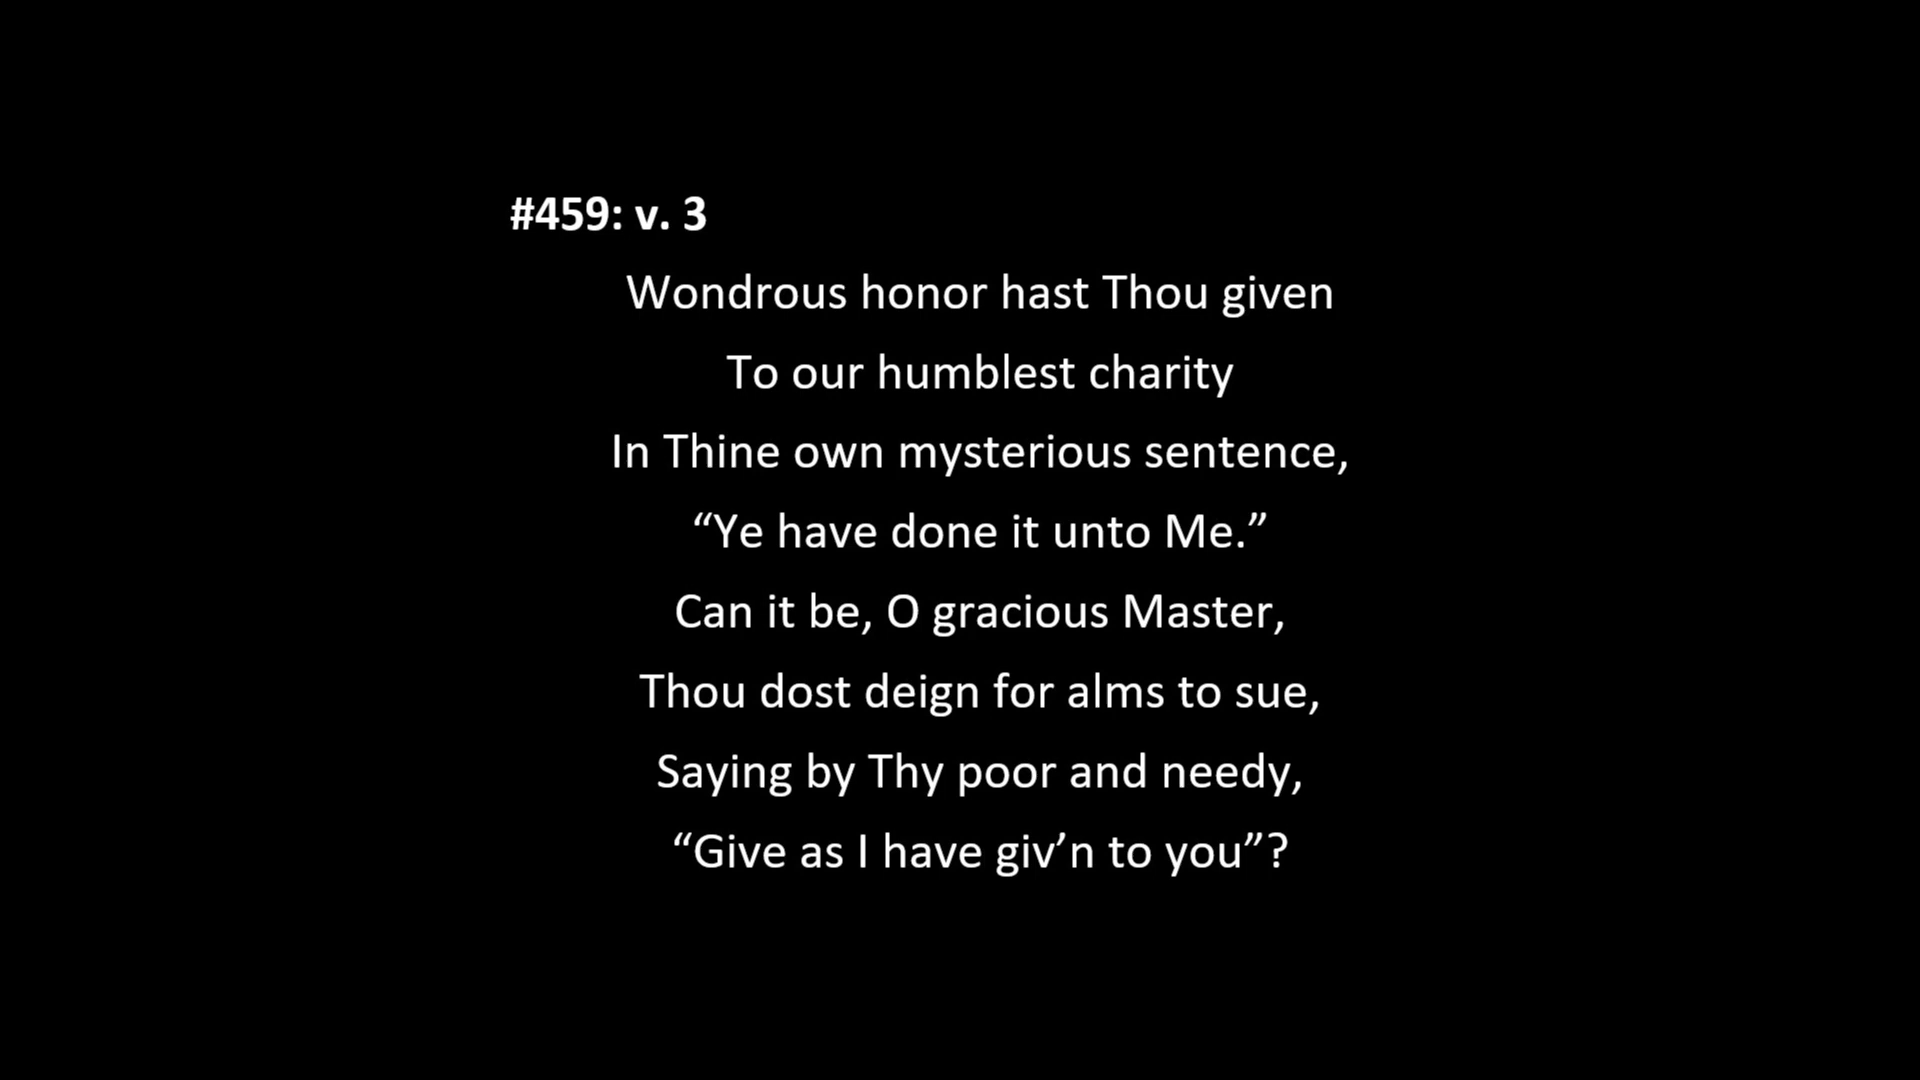 #459: v. 3
Wondrous honor hast Thou given
To our humblest charity
In Thine own mysterious sentence,
“Ye have done it unto Me.”
Can it be, O gracious Master,
Thou dost deign for alms to sue,
Saying by Thy poor and needy,
“Give as I have giv’n to you”?